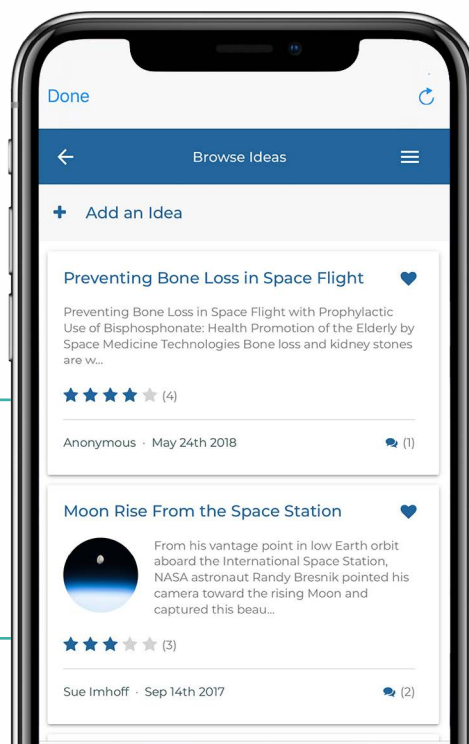 Done
Browse Ideas
Add an Idea
Preventing Bone Loss in Space Flight
Preventing Bone Loss in Space Flight with Prophylactic
Use of Bisphosphonate: Health Promotion of the Elderly by
Space Medicine Technologies Bone loss and kidney stones
are w...
(4)
Anonymous · May 24th 2018 (1)
Moon Rise From the Space Station
From his vantage point in low Earth orbit
aboard the International Space Station,
NASA astronaut Randy Bresnik pointed his
camera toward the rising Moon and
captured this beau...
(3)
Sue Imhoff · Sep 14th 2017 (2)